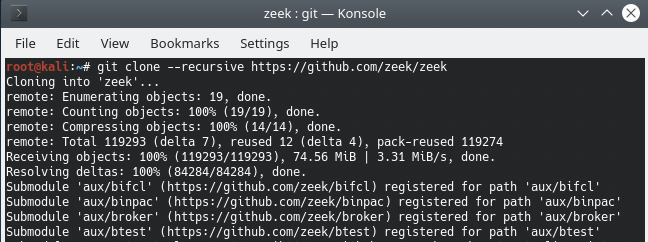 zeek : git — Konsole
File Edit View Bookmarks Settings Help
root@kali:~# git clone --recursive https://github.com/zeek/zeek
Cloning into 'zeek'...
remote: Enumerating objects: 19, done.
remote: Counting objects: 100% (19/19), done.
remote: Compressing objects: 100% (14/14), done.
remote: Total 119293 (delta 7), reused 12 (delta 4), pack-reused 119274
Receiving objects: 100% (119293/119293), 74.56 MiB | 3.31 MiB/s, done.
Resolving deltas: 100% (84284/84284), done.
Submodule 'aux/bifcl' (https://github.com/zeek/bifcl) registered for path 'aux/bifcl'
Submodule 'aux/binpac' (https://github.com/zeek/binpac) registered for path 'aux/binpac'
Submodule 'aux/broker' (https://github.com/zeek/broker) registered for path 'aux/broker'
Submodule 'aux/btest' (https://github.com/zeek/btest) registered for path 'aux/btest'